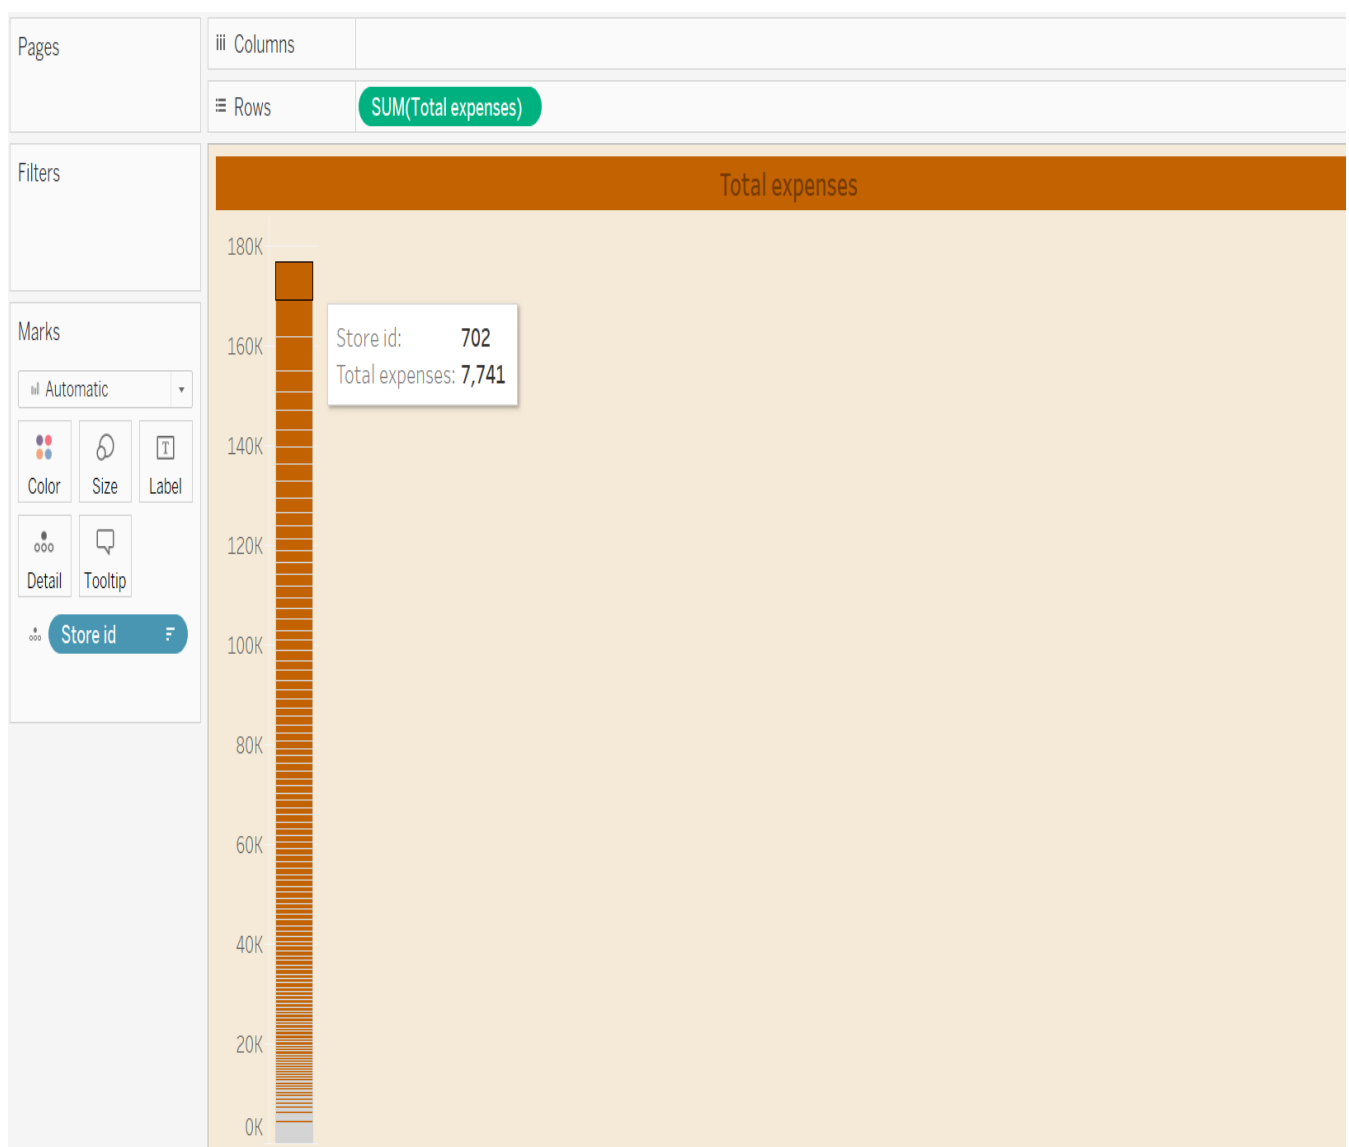 Pages
Columns
Rows
SUM(Total expenses)
Filters
Total expenses
Marks
Automatic
Color
Size
T
Label
Detail
Tooltip
Store id
180K
160K
140K
120K
100K
80K
60K
40K
20K
0K
Store id: 702
Total expenses: 7,741